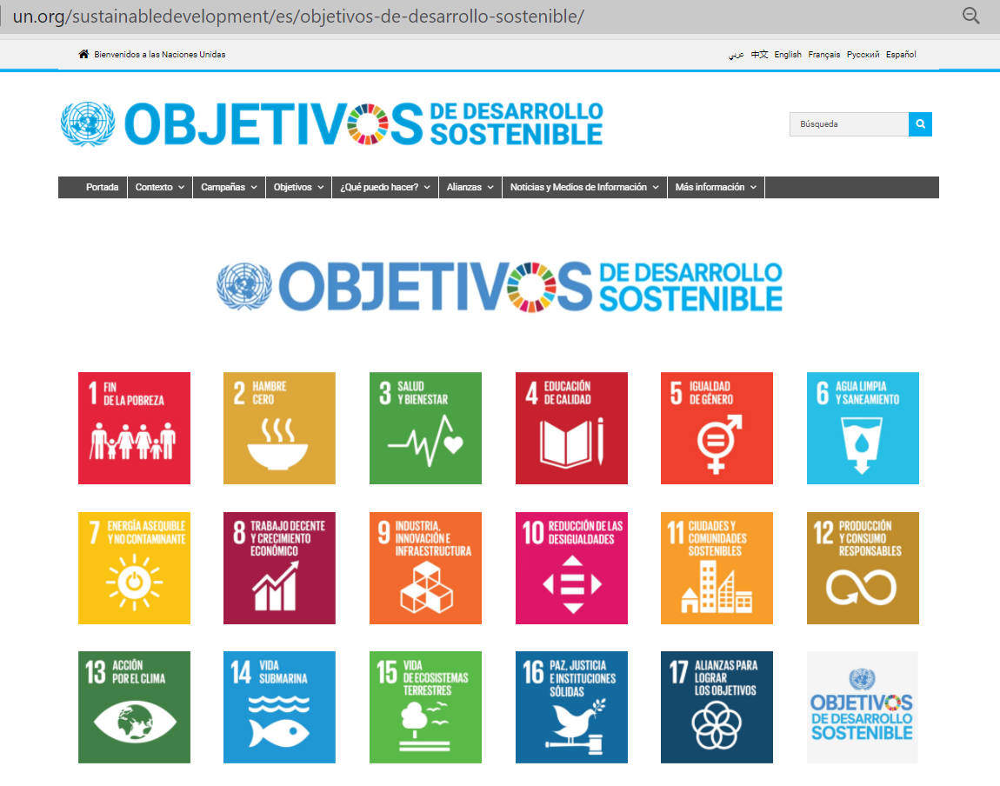 un.org/sustainabledevelopment/es/objetivos-de-desarrollo-sostenible/
Bienvenidos a las Naciones Unidas
عربي 中文 English Français Русский Español
OBJETIVOS DE DESARROLLO
SOSTENIBLE
Búsqueda
Portada Contexto Campañas Objetivos ¿Qué puedo hacer? Alianzas Noticias y Medios de Información Más información
OBJETIVOS DE DESARROLLO
SOSTENIBLE
1 FIN
DE LA POBREZA
2 HAMBRE
CERO
3 SALUD
Y BIENESTAR
4 EDUCACIÓN
DE CALIDAD
5 IGUALDAD
DE GÉNERO
6 AGUA LIMPIA
Y SANEAMIENTO
7 ENERGÍA ASEQUIBLE
Y NO CONTAMINANTE
8 TRABAJO DECENTE
Y CRECIMIENTO
ECONÓMICO
9 INDUSTRIA,
INNOVACIÓN E
INFRAESTRUCTURA
10 REDUCCIÓN DE LAS
DESIGUALDADES
11 CIUDADES Y
COMUNIDADES
SOSTENIBLES
12 PRODUCCIÓN
Y CONSUMO
RESPONSABLES
13 ACCIÓN
POR EL CLIMA
14 VIDA
SUBMARINA
15 VIDA
DE ECOSISTEMAS
TERRESTRES
16 PAZ, JUSTICIA
E INSTITUCIONES
SÓLIDAS
17 ALIANZAS PARA
LOGRAR
LOS OBJETIVOS
OBJETIVOS
DE DESARROLLO
SOSTENIBLE